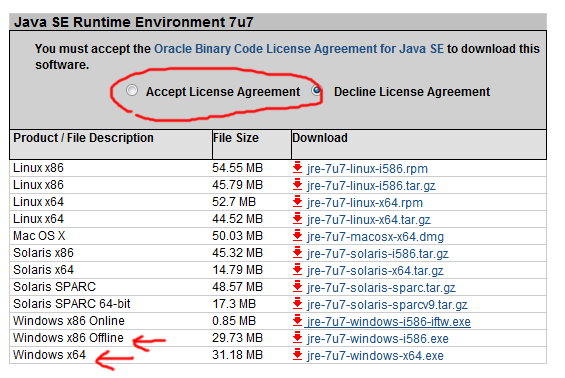 Java SE Runtime Environment 7u7
You must accept the Oracle Binary Code License Agreement for Java SE to download this
software.
Accept License Agreement Decline License Agreement
Product / File Description File Size Download
Linux x86 54.55 MB jre-7u7-linux-i586.rpm
Linux x86 45.79 MB jre-7u7-linux-i586.tar.gz
Linux x64 52.7 MB jre-7u7-linux-x64.rpm
Linux x64 44.52 MB jre-7u7-linux-x64.tar.gz
Mac OS X 50.03 MB jre-7u7-macosx-x64.dmg
Solaris x86 45.32 MB jre-7u7-solaris-i586.tar.gz
Solaris x64 14.79 MB jre-7u7-solaris-x64.tar.gz
Solaris SPARC 48.57 MB jre-7u7-solaris-sparc.tar.gz
Solaris SPARC 64-bit 17.3 MB jre-7u7-solaris-sparcv9.tar.gz
Windows x86 Online 0.85 MB jre-7u7-windows-i586-iftw.exe
Windows x86 Offline 29.73 MB jre-7u7-windows-i586.exe
Windows x64 31.18 MB jre-7u7-windows-x64.exe